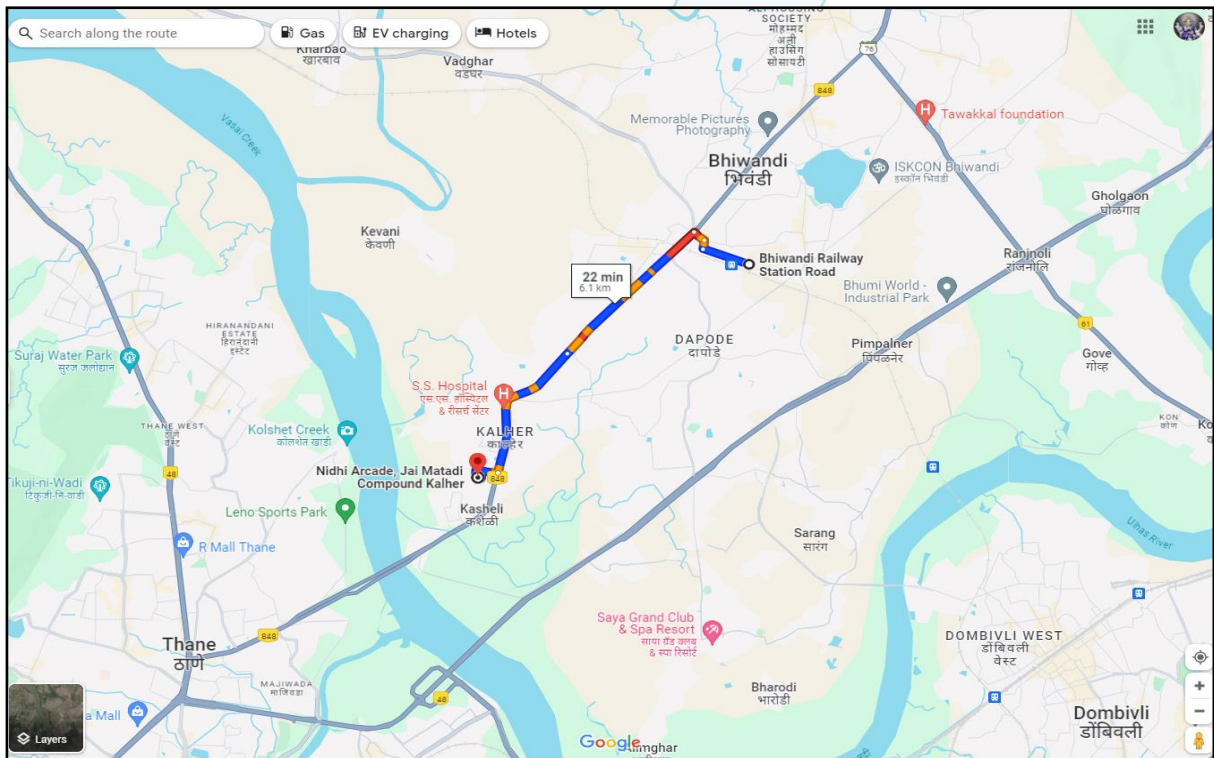 Search along the route
Gas
EV charging
Hotels
SOCIETY
मोहम्मद
अली
हाउसिंग
सोसायटी
76
Kharbao
खारबाव
Vadghar
वडघर
848
Memorable Pictures
Photography
Tawakkal foundation
Vasai Creek
Bhiwandi
भिवंडी
ISKCON Bhiwandi
इस्कॉन भिवंडी
Gholgaon
घोळगाव
Kevani
केवणी
Ranjnoli
रांजनोलि
Bhiwandi Railway
Station Road
22 min
6.1 km
Bhumi World -
Industrial Park
HIRANANDANI
ESTATE
हिरानंदानी
इस्टेट
DAPODE
दापोडे
Pimpalner
पिंपळनेर
61
Gove
गोव्ह
Suraj Water Park
सुरज जलोद्यान
S.S. Hospital
एस एस. हॉस्पिटल
& रीसर्च सेंटर
THANE WEST
ठाणे
वेस्ट
Kolshet Creek
कोलशेत खाडी
KALHER
काल्हेर
KON
कोण
Nidhi Arcade, Jai Matadi
Compound Kalher
848
48
Tikuji-ni-Wadi
टिकुजी-नि-वाडी
Leno Sports Park
Kasheli
कशेळी
R Mall Thane
Sarang
सारंग
Ulhas River
Saya Grand Club
& Spa Resort
साया ग्रँड क्लब
& स्पा रिसॉर्ट
848
Thane
ठाणे
DOMBIVLI WEST
डोंबिवली
वेस्ट
MAJIWADA
माजिवडा
48
Bharodi
भारोडी
a Mall
Layers
Google
Alimghar
Dombivli
डोंबिवली